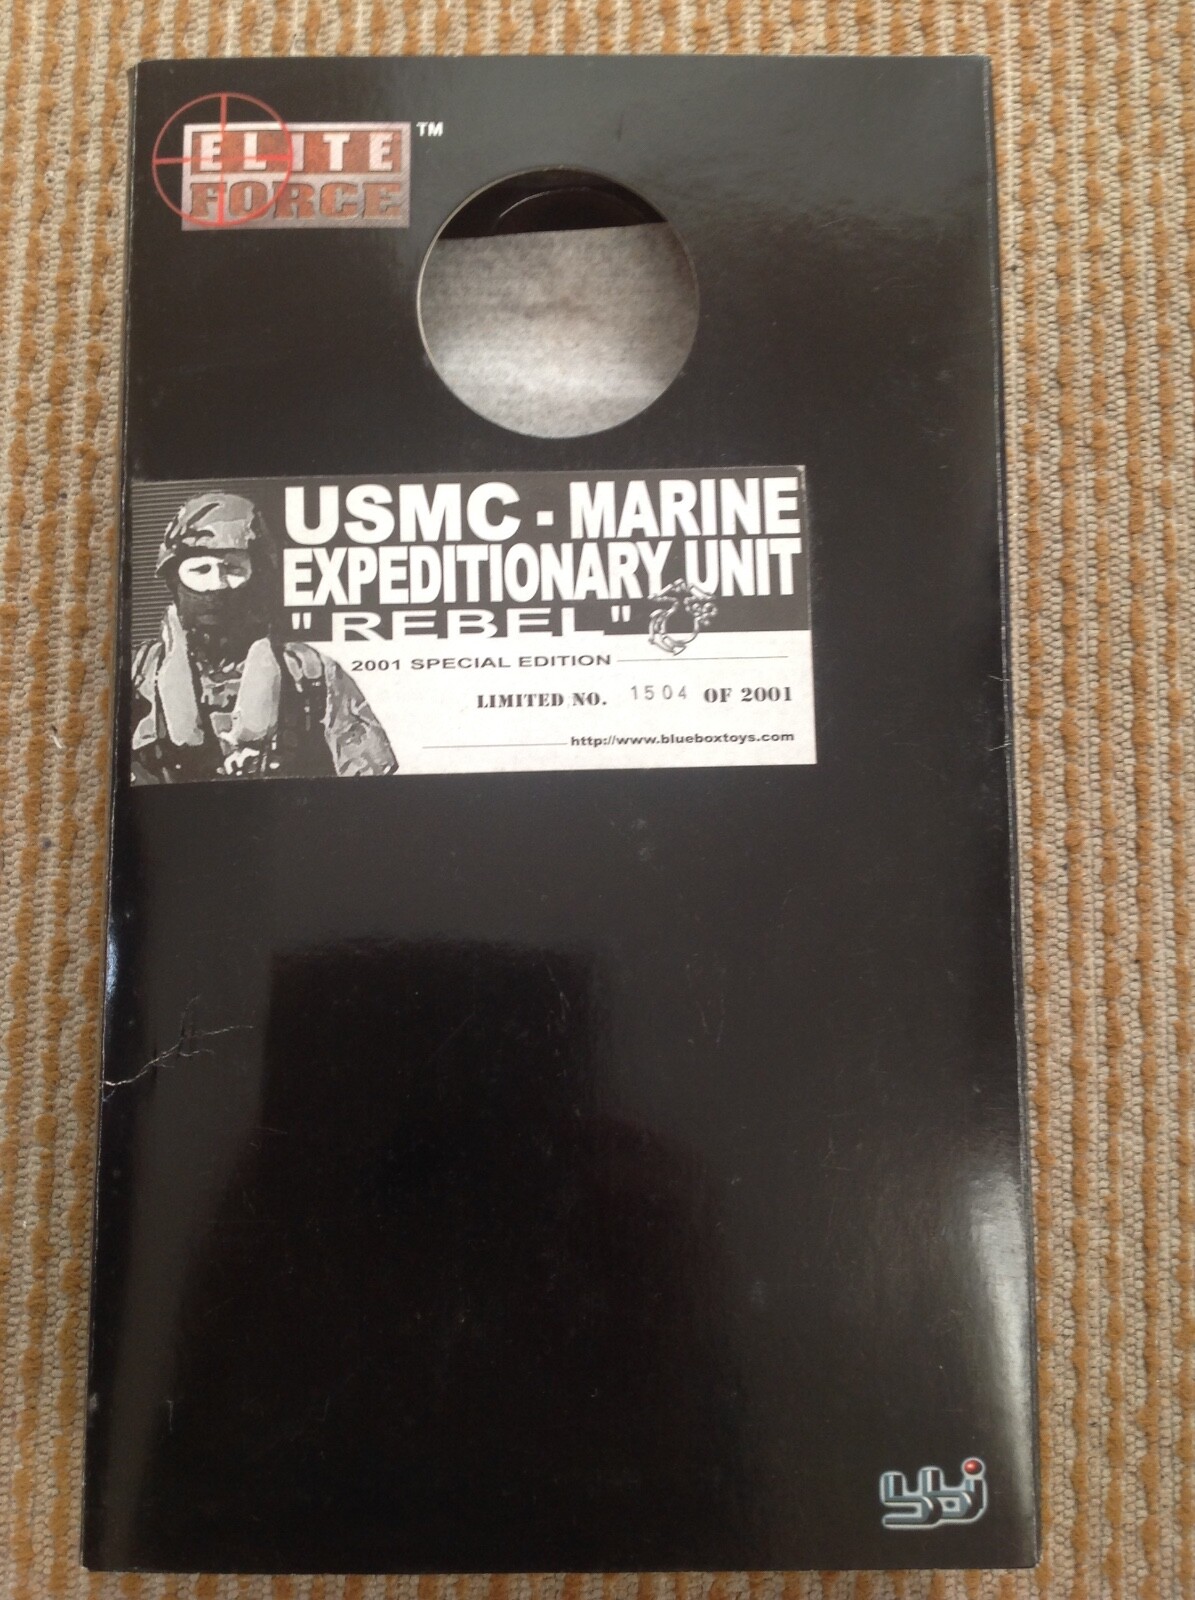 ELITE
FORCE
TM
USMC - MARINE
EXPEDITIONARY UNIT
"REBEL"
2001 SPECIAL EDITION
LIMITED NO. 1504 OF 2001
http://www.blueboxtoys.com
bbi